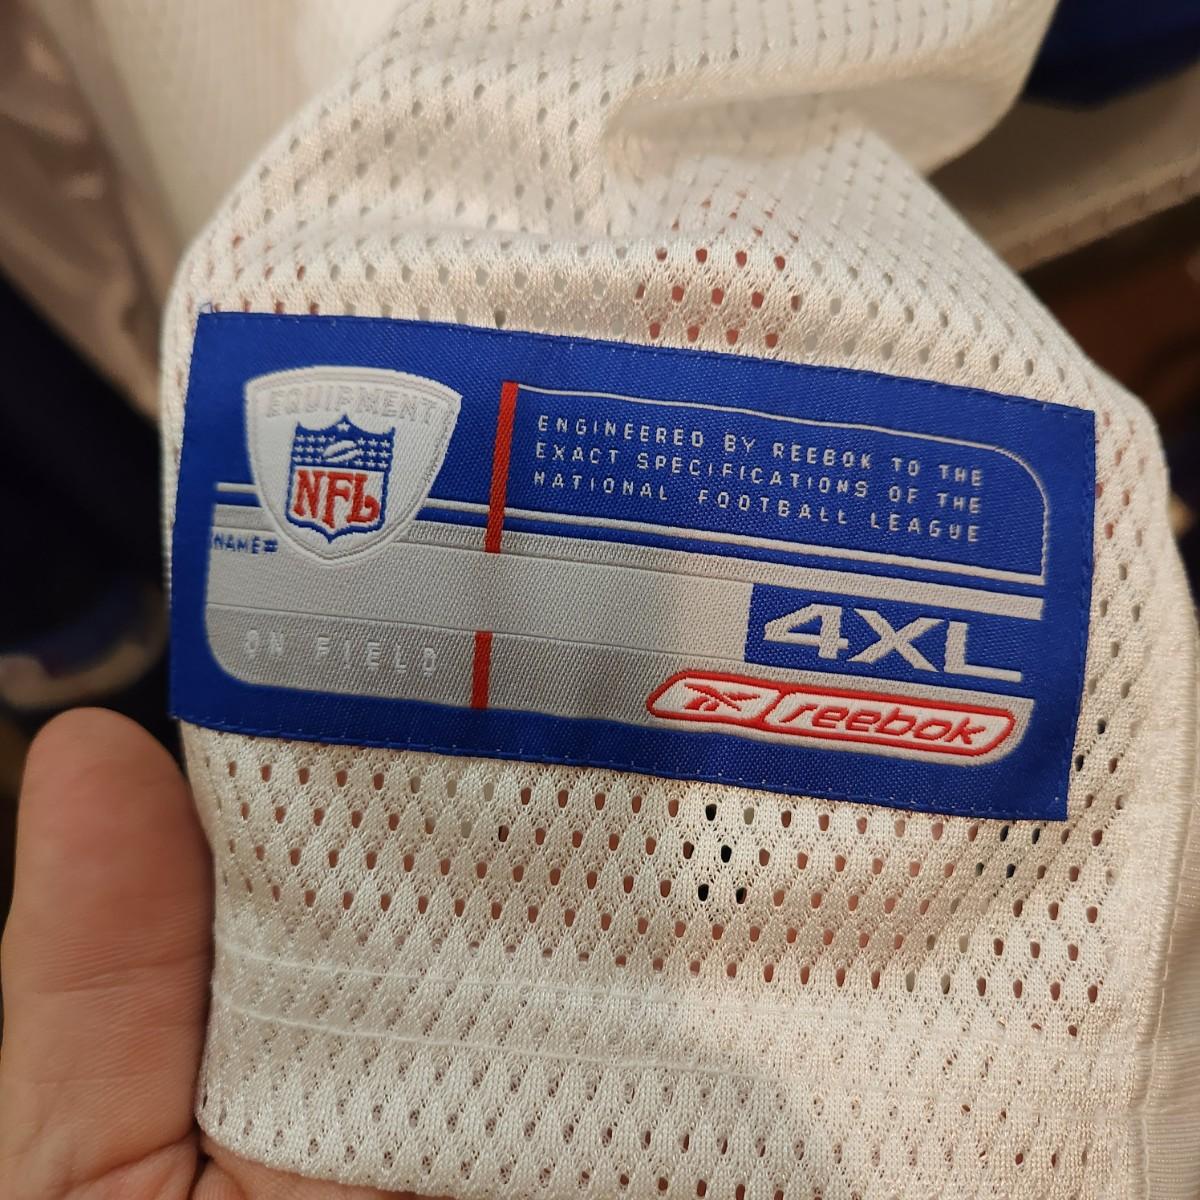 EQUIPMENT
NFL
ENGINEERED BY REEBOK TO THE
EXACT SPECIFICATIONS OF THE
NATIONAL FOOTBALL LEAGUE
NAME#
4XL
ON FIELD
reebok